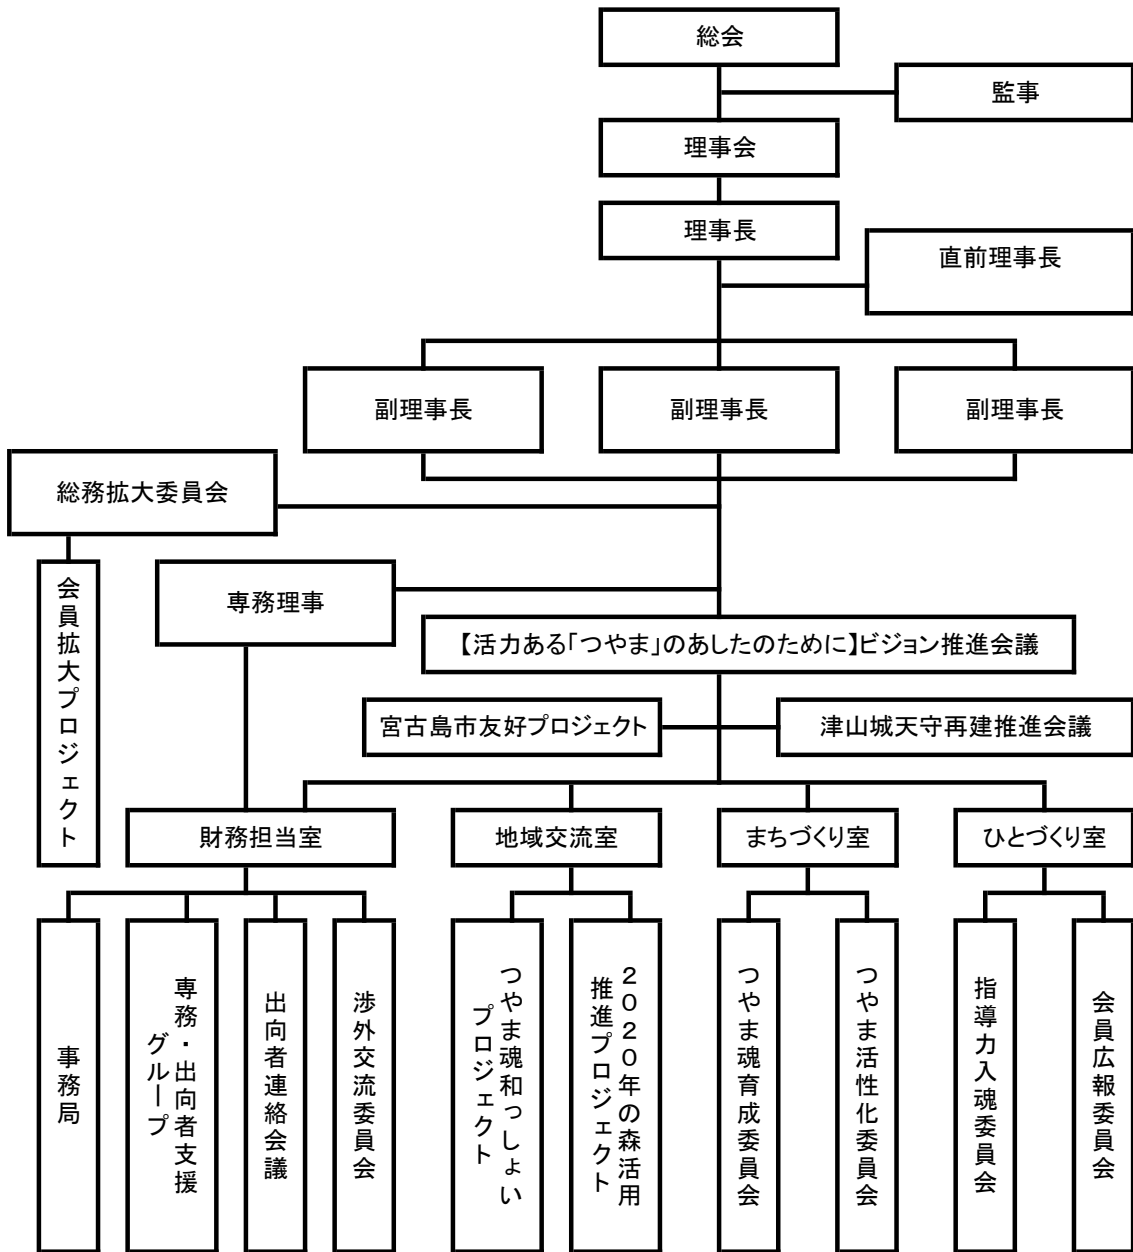 総会
監事
理事会
理事長
直前理事長
副理事長
副理事長
副理事長
総務拡大委員会
会員拡大プロジェクト
専務理事
【活力ある「つやま」のあしたのために】ビジョン推進会議
宮古島市友好プロジェクト
津山城天守再建推進会議
財務担当室
地域交流室
まちづくり室
ひとづくり室
事務局
専務・出向者支援
グループ
出向者連絡会議
渉外交流委員会
つやま魂和っしょい
プロジェクト
2020年の森活用
推進プロジェクト
つやま魂育成委員会
つやま活性化委員会
指導力入魂委員会
会員広報委員会